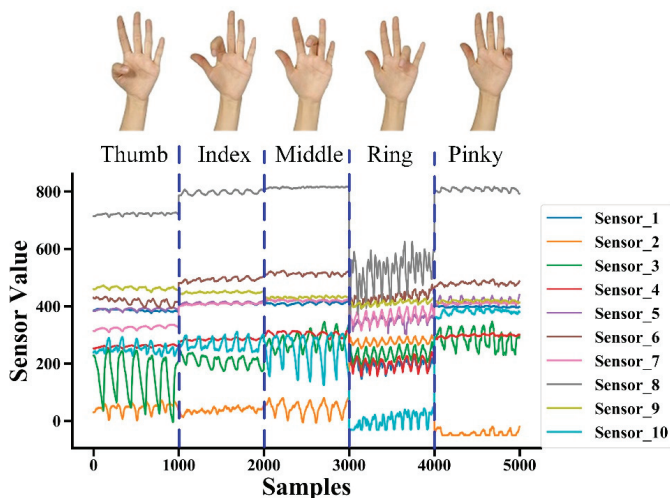 Thumb Index Middle Ring Pinky
800
600
400
200
0
Sensor Value
0 1000 2000 3000 4000 5000
Samples
Sensor_1
Sensor_2
Sensor_3
Sensor_4
Sensor_5
Sensor_6
Sensor_7
Sensor_8
Sensor_9
Sensor_10